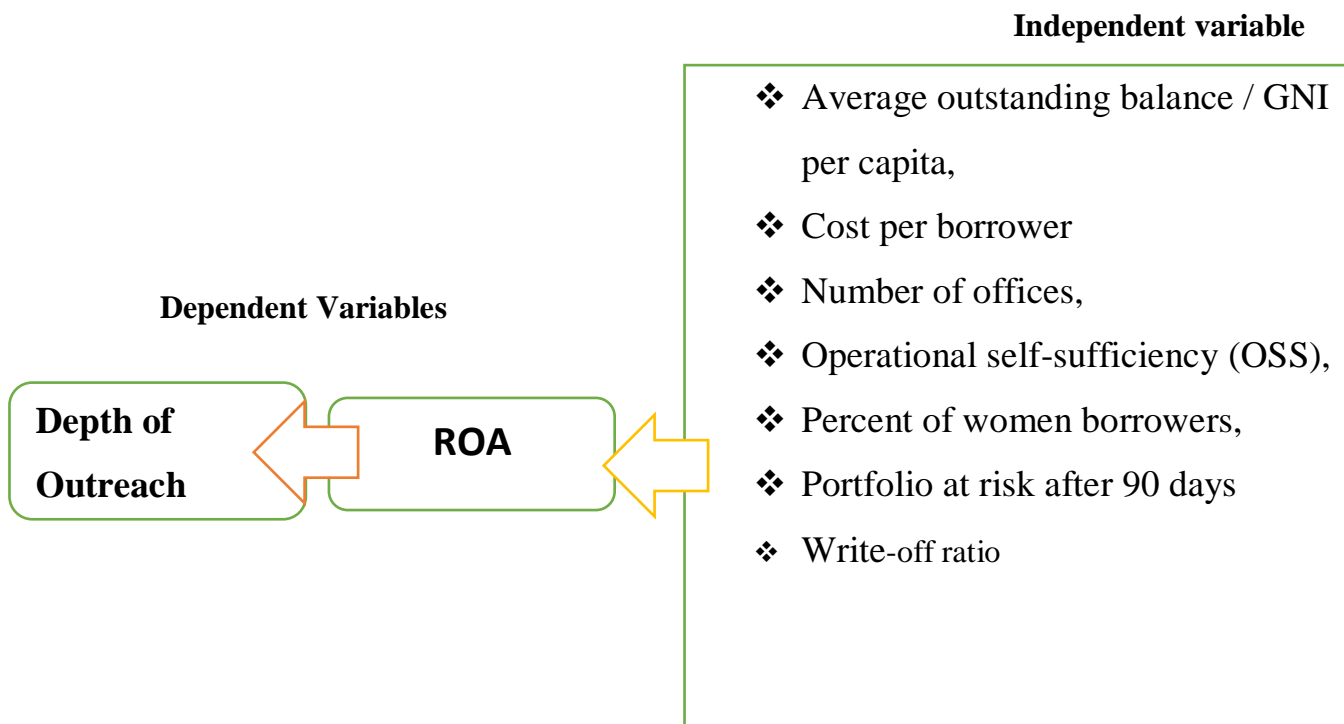 Independent variable
❖ Average outstanding balance / GNI
per capita,
❖ Cost per borrower
❖ Number of offices,
❖ Operational self-sufficiency (OSS),
❖ Percent of women borrowers,
❖ Portfolio at risk after 90 days
❖ Write-off ratio
Dependent Variables
Depth of
Outreach
ROA